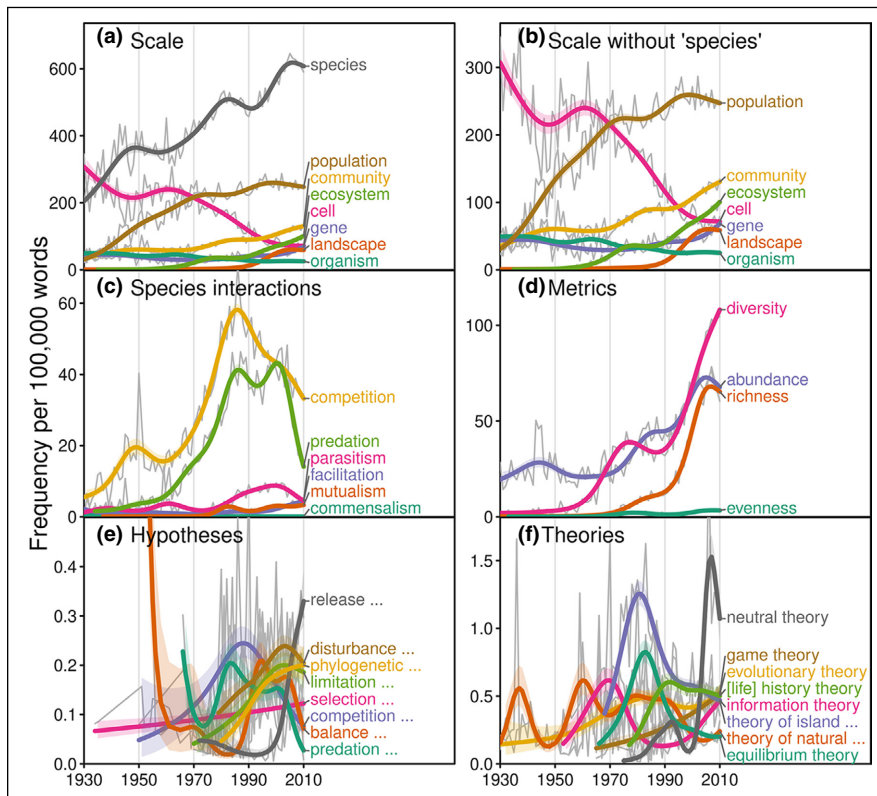 (a) Scale
600
400
200
0
species
population
community
ecosystem
cell
gene
landscape
organism
(b) Scale without 'species'
300
200
100
0
population
community
ecosystem
cell
gene
landscape
organism
Frequency per 100,000 words
(c) Species interactions
60
40
20
0
competition
predation
parasitism
facilitation
mutualism
commensalism
(d) Metrics
100
50
0
diversity
abundance
richness
evenness
(e) Hypotheses
0.4
0.3
0.2
0.1
0.0
release ...
disturbance ...
phylogenetic ...
limitation ...
selection ...
competition ...
balance ...
predation ...
1930 1950 1970 1990 2010
(f) Theories
1.5
1.0
0.5
0.0
neutral theory
game theory
evolutionary theory
[life] history theory
information theory
theory of island ...
theory of natural ...
equilibrium theory
1930 1950 1970 1990 2010